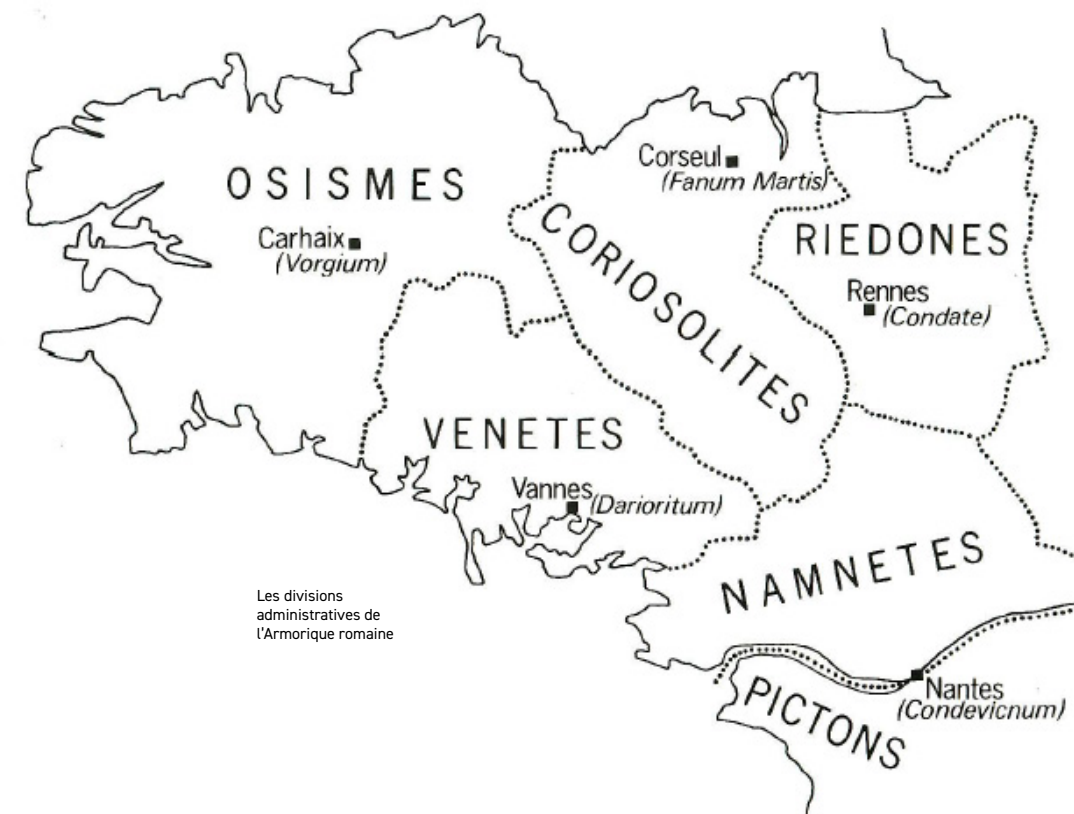 Corseul
(Fanum Martis)
OSISMES
Carhaix
(Vorgium)
CORIOSOLITES
RIEDONES
Rennes
(Condate)
VENETES
Vannes
(Darioritum)
NAMNETES
Les divisions
administratives de
l'Armorique romaine
Nantes
(Condevicnum)
PICTONS